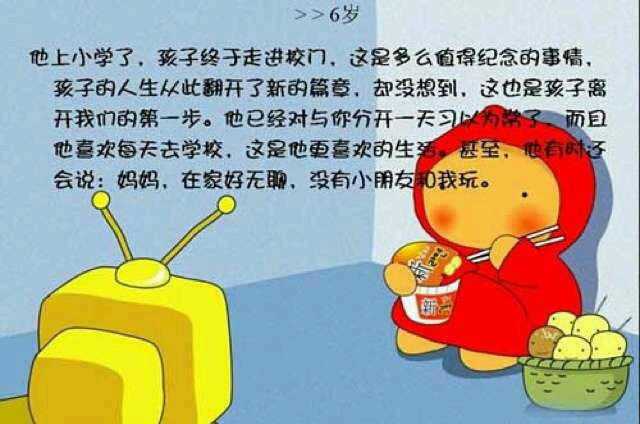 >>6岁
他上小学了，孩子终于走进校门，这是多么值得纪念的事情，
孩子的人生从此翻开了新的篇章，却没想到，这也是孩子离
开我们的第一步。他已经对与你分开一天习以为常了，而且
他喜欢每天去学校，这是他更喜欢的生活。甚至，他有时还
会说：妈妈，在家好无聊，没有小朋友和我玩。
新
新